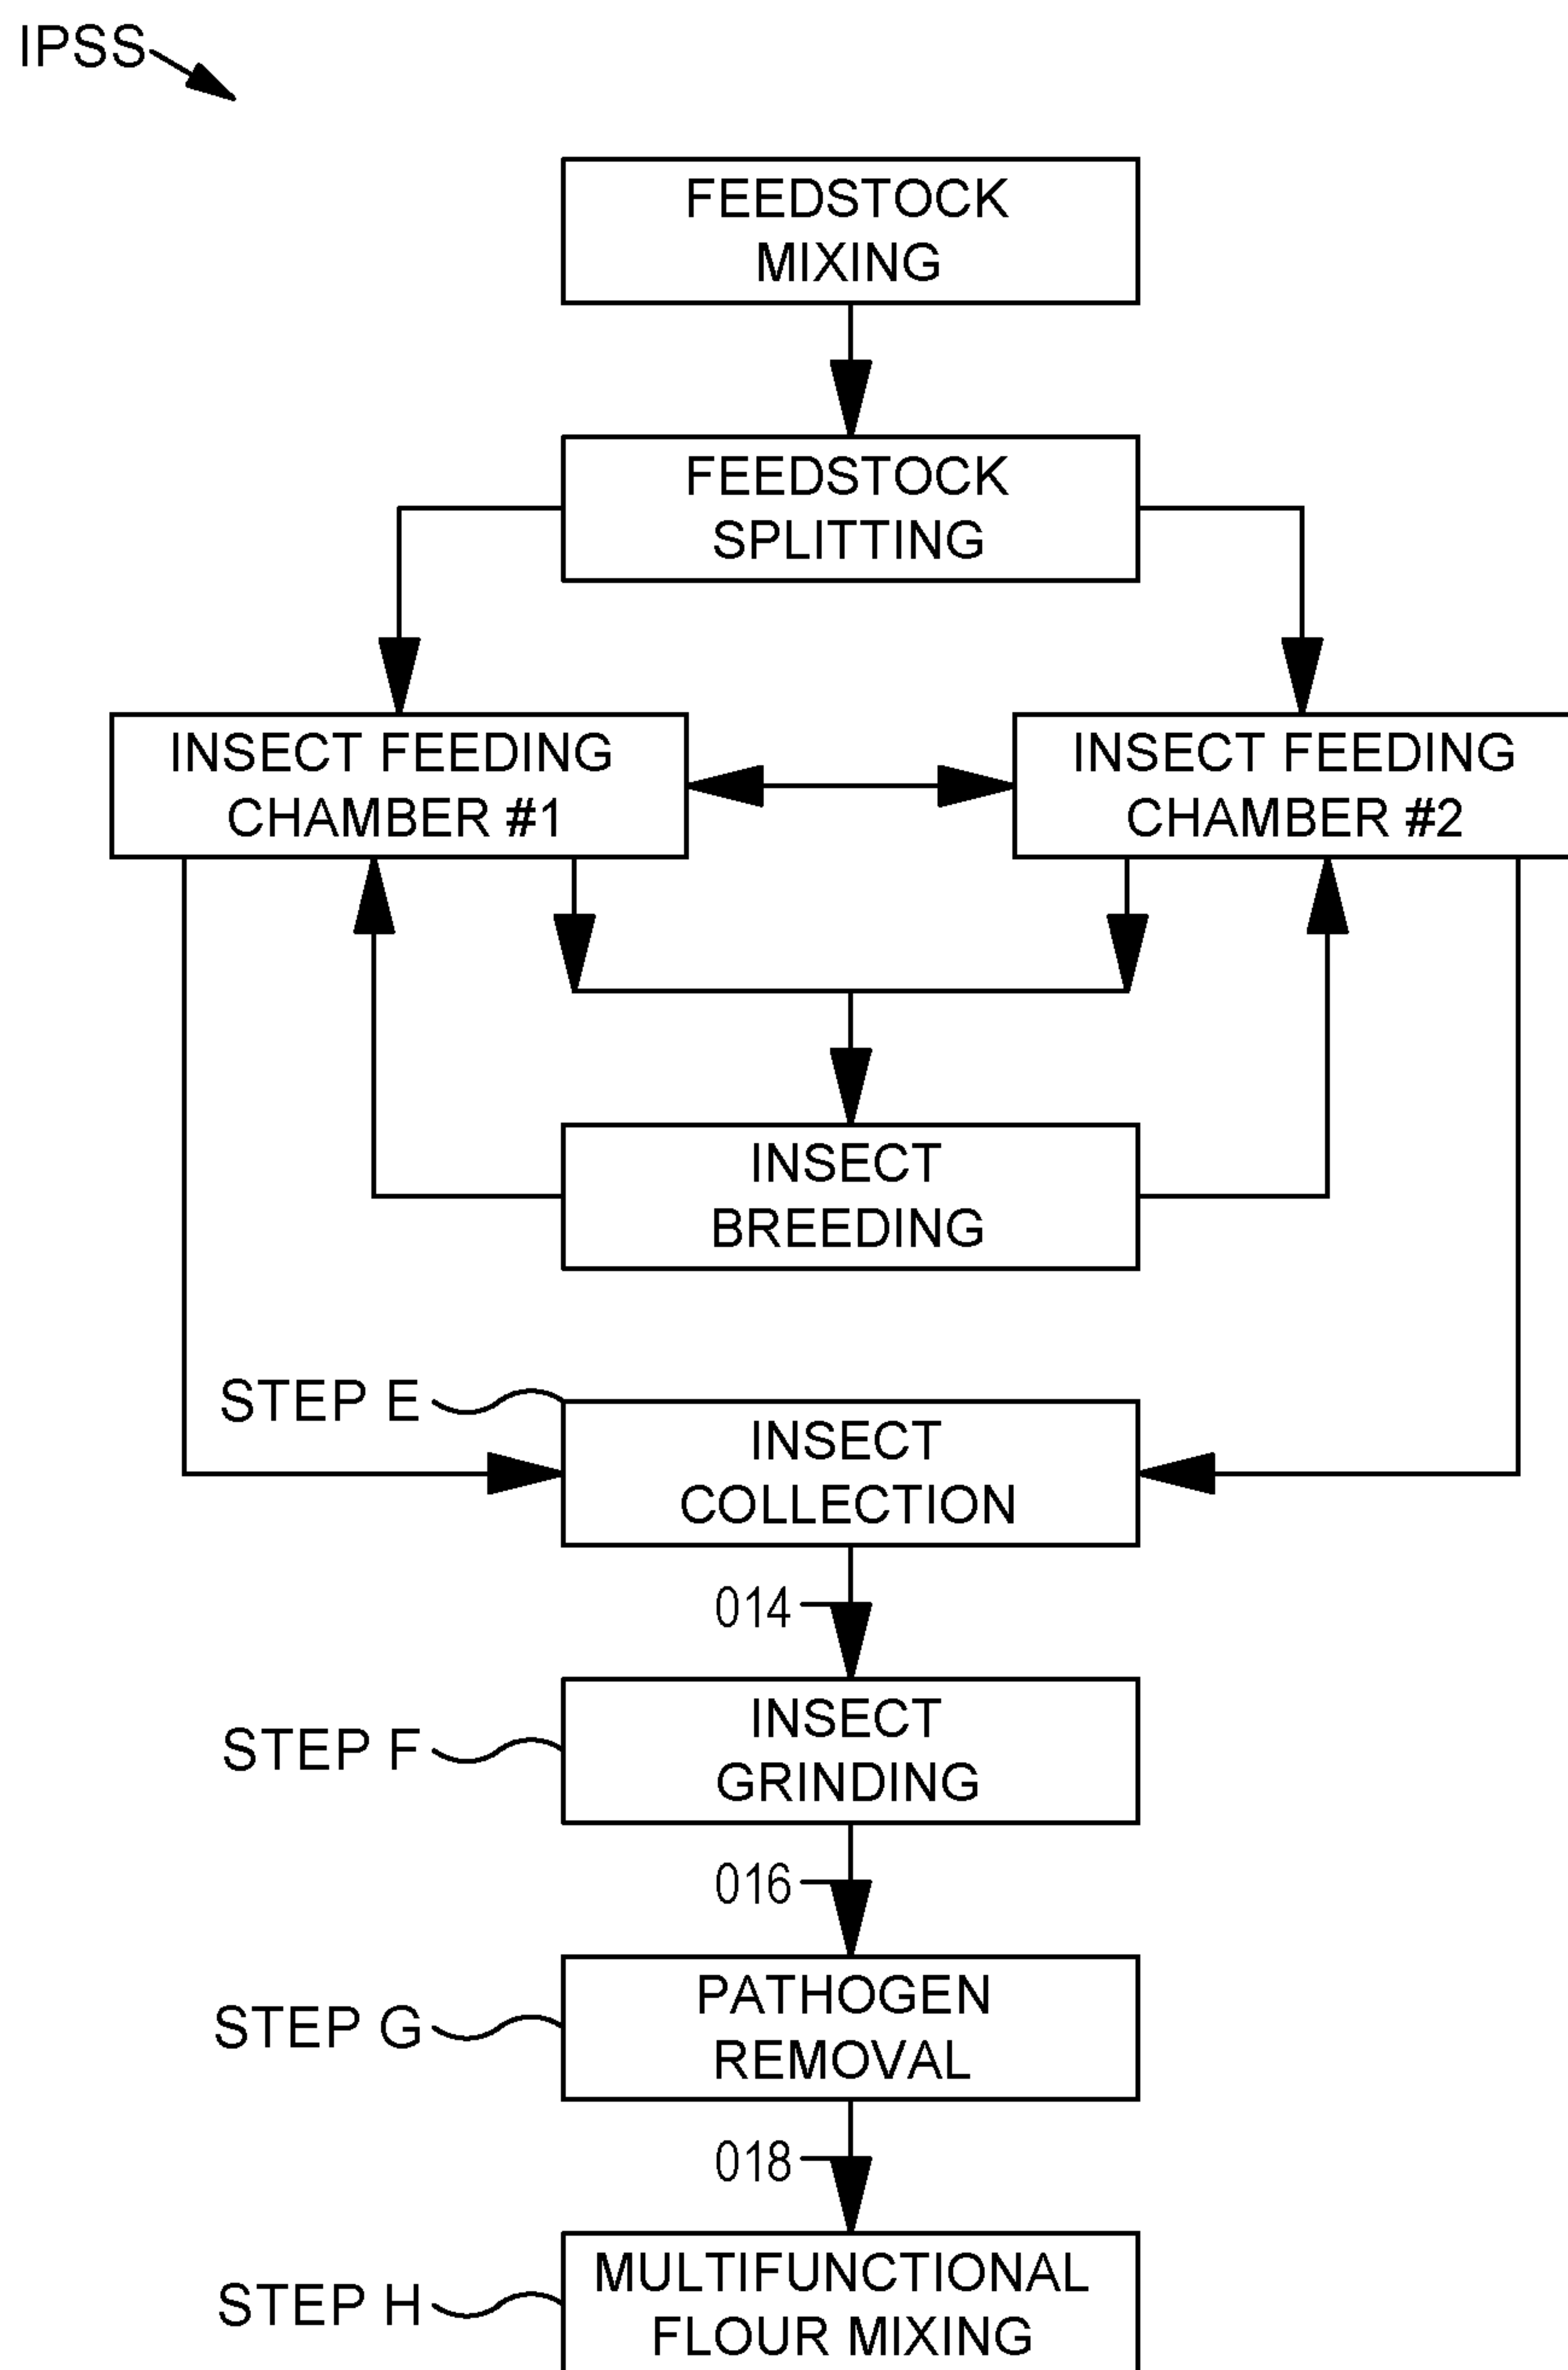 IPSS
FEEDSTOCK
MIXING
FEEDSTOCK
SPLITTING
INSECT FEEDING
CHAMBER #1
INSECT FEEDING
CHAMBER #2
INSECT
BREEDING
STEP E
INSECT
COLLECTION
014
STEP F
INSECT
GRINDING
016
STEP G
PATHOGEN
REMOVAL
018
STEP H
MULTIFUNCTIONAL
FLOUR MIXING